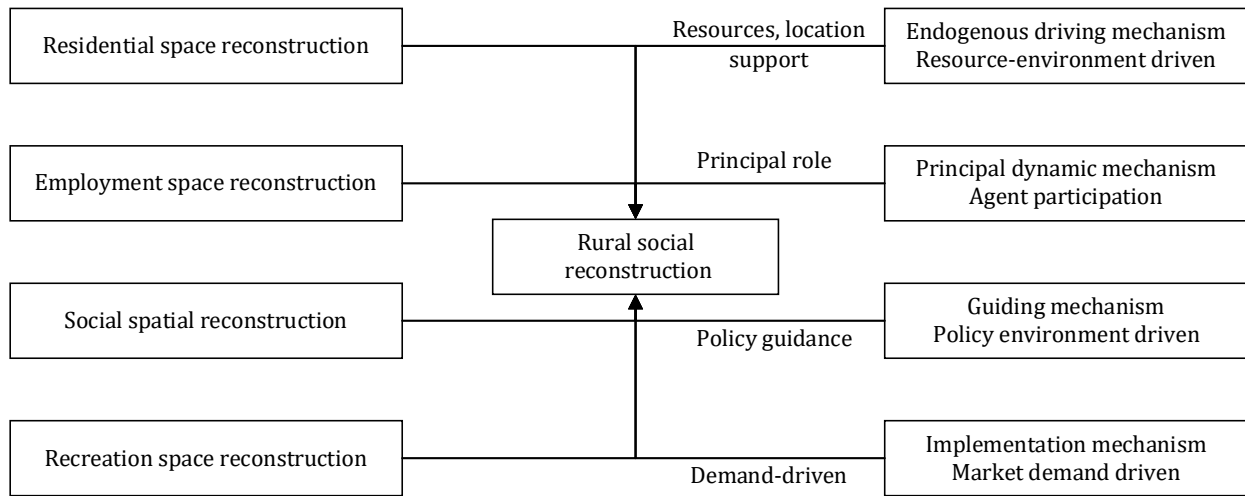 Residential space reconstruction
Resources, location
support
Endogenous driving mechanism
Resource-environment driven
Employment space reconstruction
Principal role
Principal dynamic mechanism
Agent participation
Rural social
reconstruction
Social spatial reconstruction
Policy guidance
Guiding mechanism
Policy environment driven
Recreation space reconstruction
Demand-driven
Implementation mechanism
Market demand driven